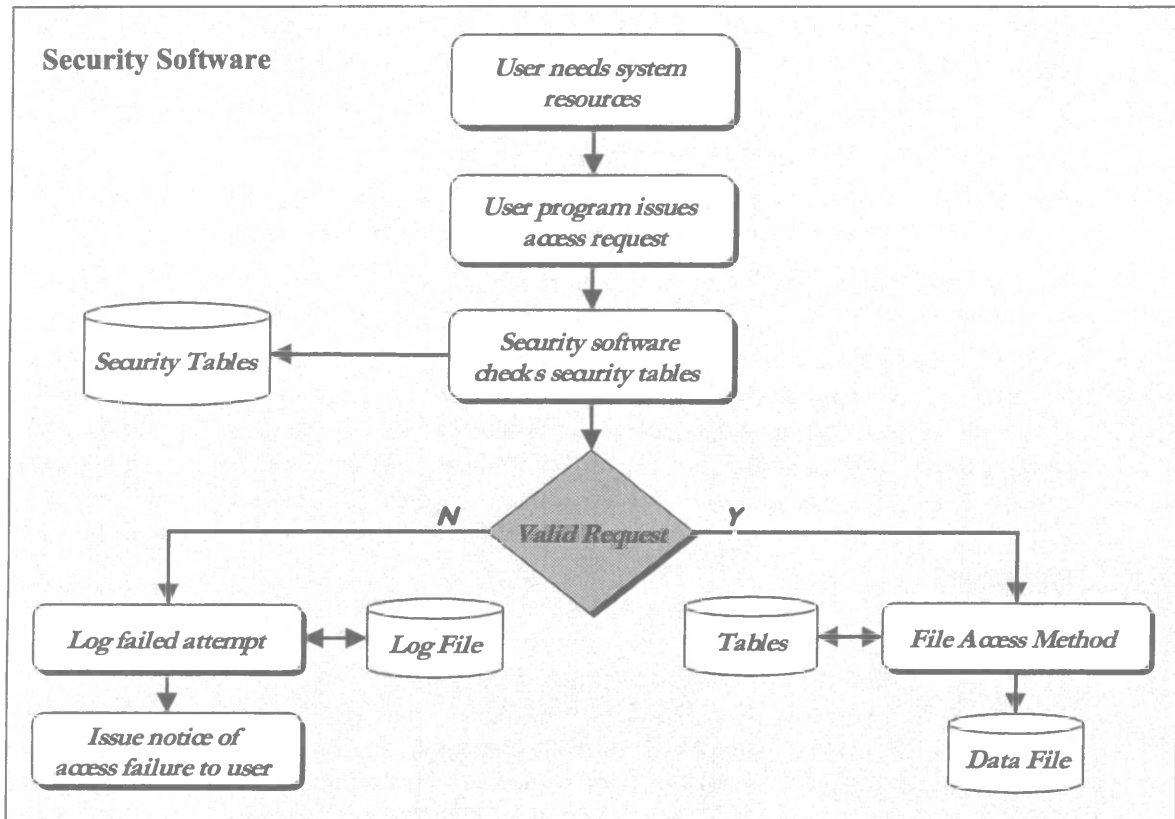 Security Software
User needs system
resources
User program issues
access request
Security Tables
Security software
checks security tables
N
Valid Request
Y
Log failed attempt
Log File
Tables
File Access Method
Issue notice of
access failure to user
Data File